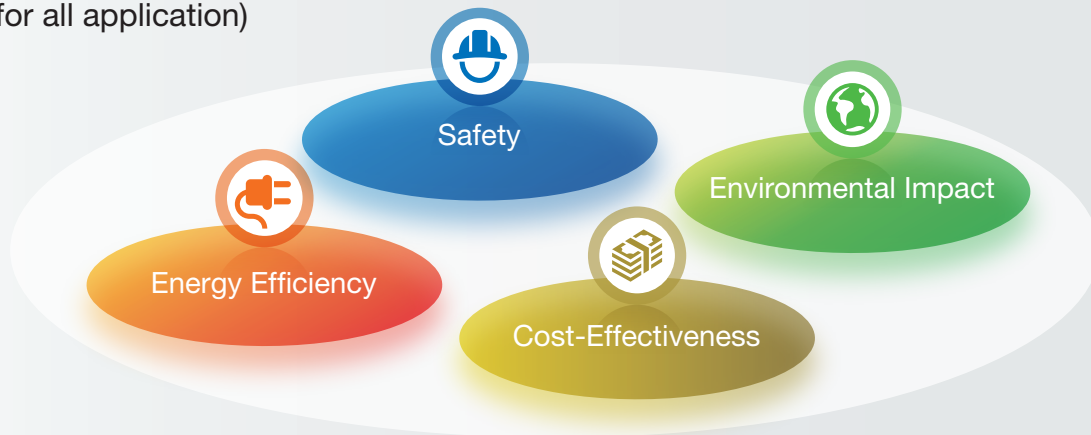 for all application)
Safety
Environmental Impact
Energy Efficiency
Cost-Effectiveness